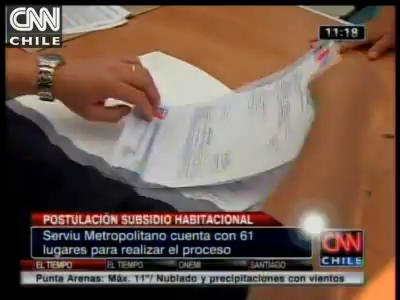 CNN
CHILE
11:18
POSTULACIÓN SUBSIDIO HABITACIONAL
Serviu Metropolitano cuenta con 61
lugares para realizar el proceso
CNN
CHILE
EL TIEMPO EL TIEMPO ONEMI SANTIAGO
Punta Arenas: Máx. 11°/ Nublado y precipitaciones con vientos